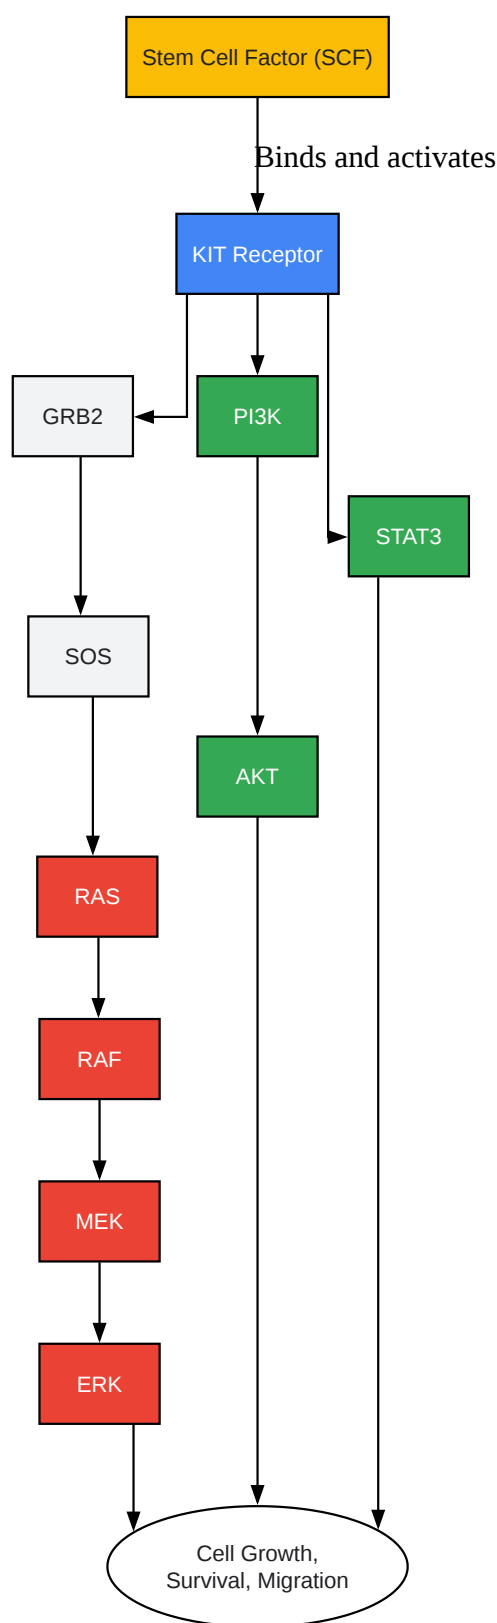 Stem Cell Factor (SCF)
Binds and activates
KIT Receptor
GRB2
PI3K
STAT3
SOS
AKT
RAS
RAF
MEK
ERK
Cell Growth,
Survival, Migration